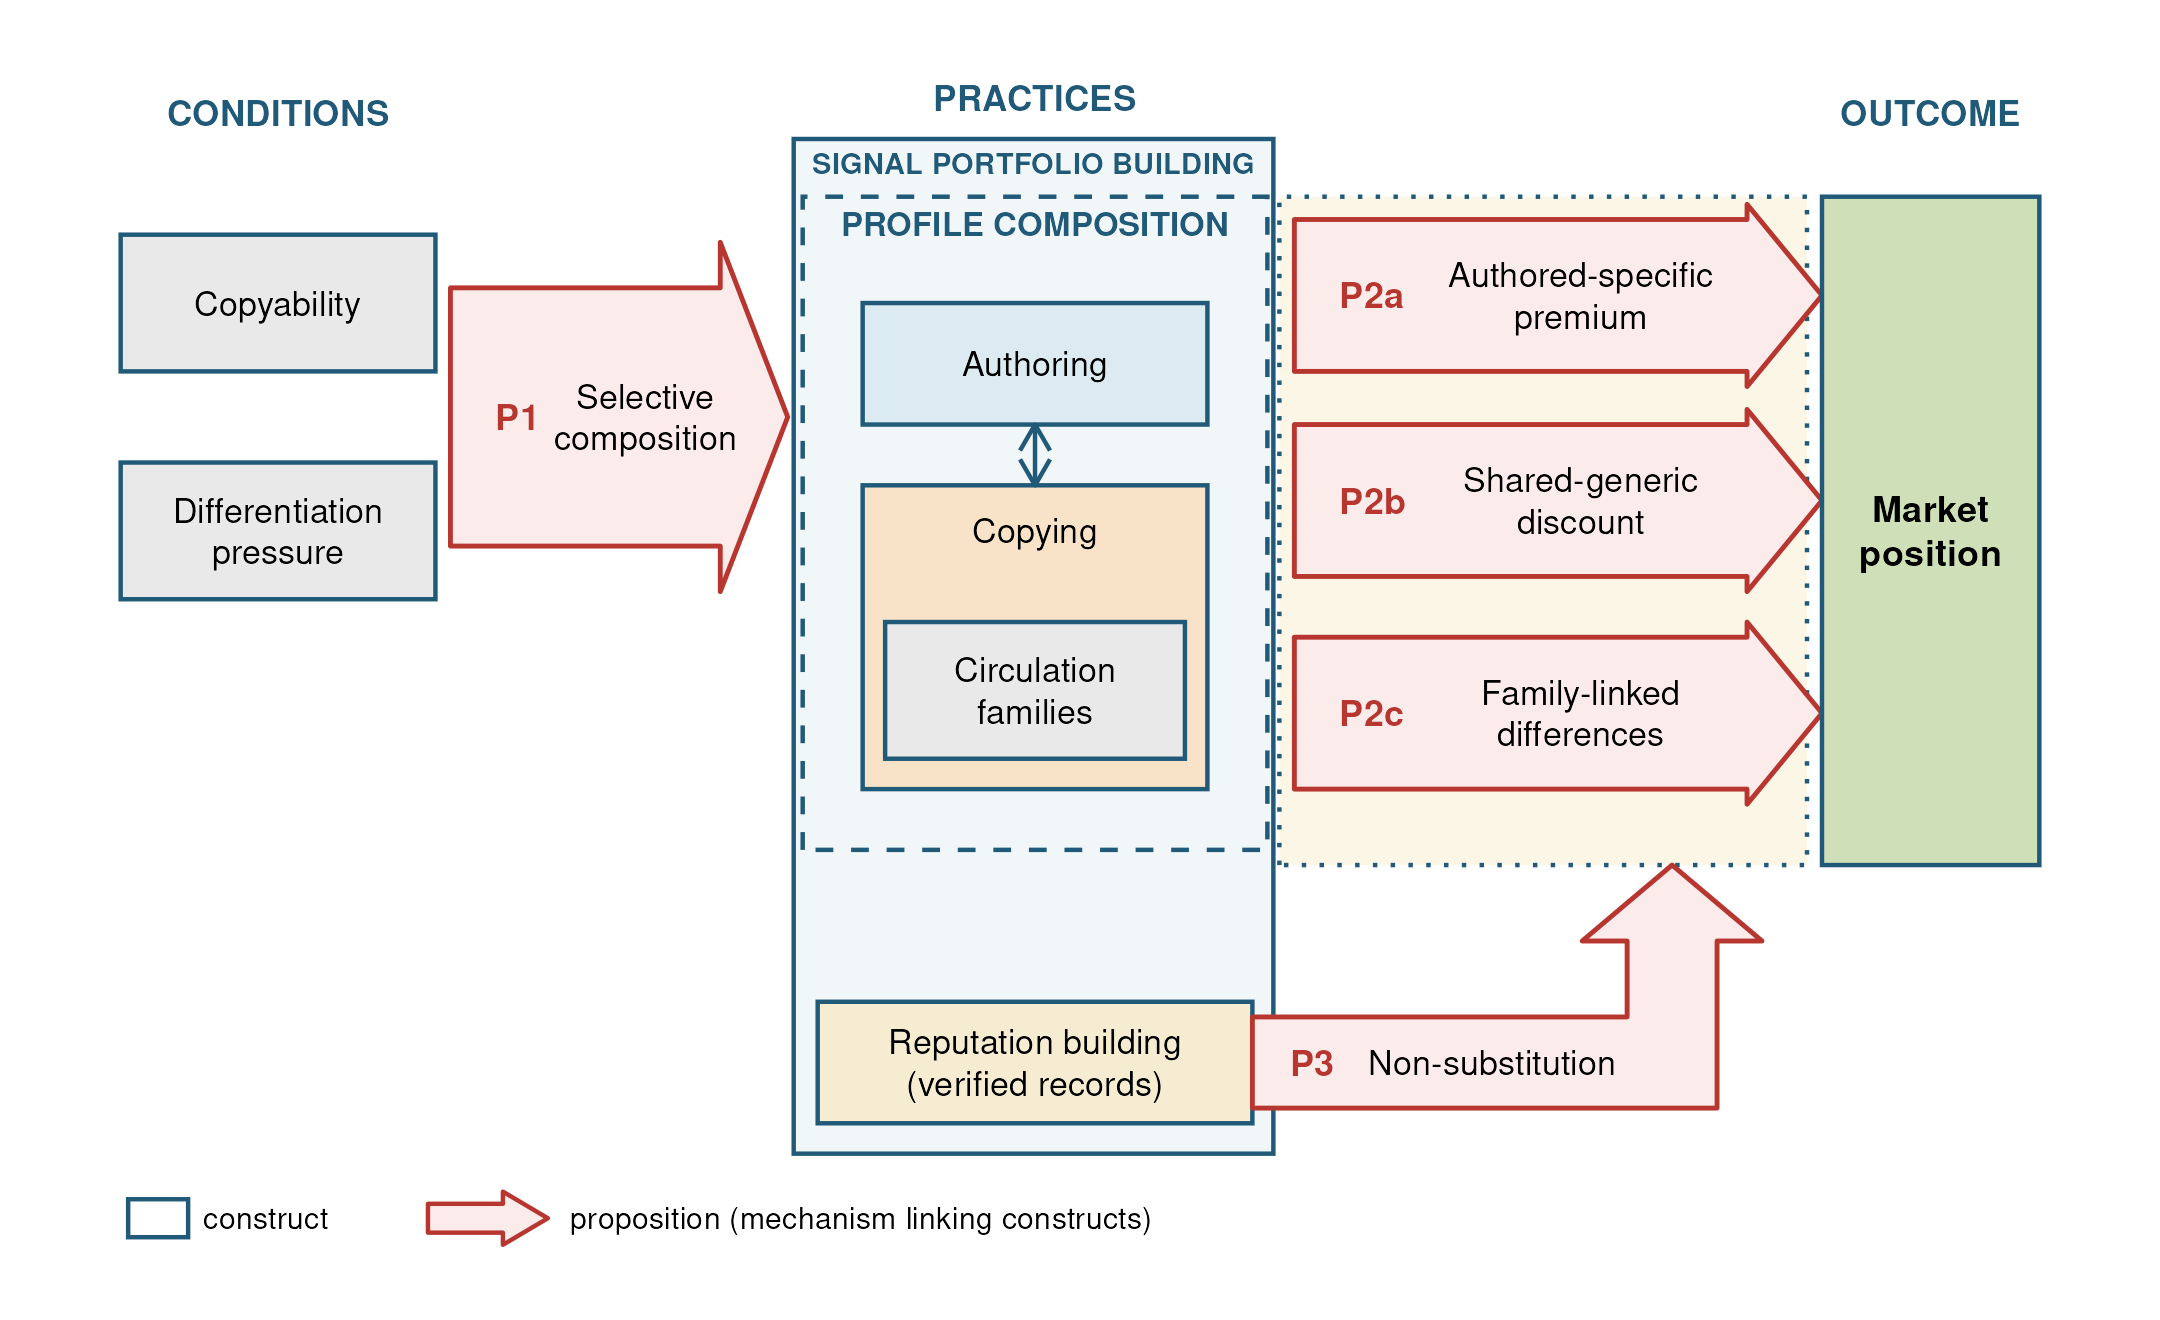 CONDITIONS
PRACTICES
OUTCOME
SIGNAL PORTFOLIO BUILDING
PROFILE COMPOSITION
Copyability
Differentiation
pressure
P1
Selective
composition
Authoring
Copying
Circulation
families
Reputation building
(verified records)
P2a
Authored-specific
premium
P2b
Shared-generic
discount
P2c
Family-linked
differences
P3
Non-substitution
Market
position
construct
proposition (mechanism linking constructs)